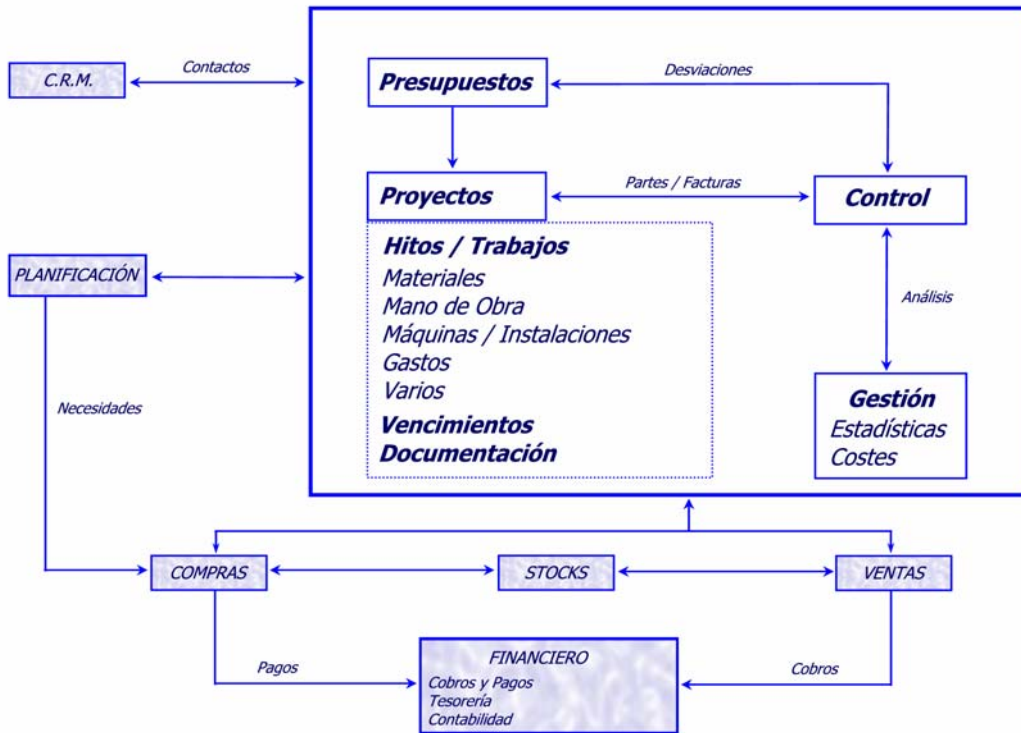 C.R.M.
Contactos
Presupuestos
Desviaciones
Proyectos
Partes / Facturas
Control
Hitos / Trabajos
Materiales
Mano de Obra
Máquinas / Instalaciones
Gastos
Varios
Vencimientos
Documentación
PLANIFICACIÓN
Análisis
Gestión
Estadísticas
Costes
Necesidades
COMPRAS
STOCKS
VENTAS
Pagos
FINANCIERO
Cobros y Pagos
Tesorería
Contabilidad
Cobros